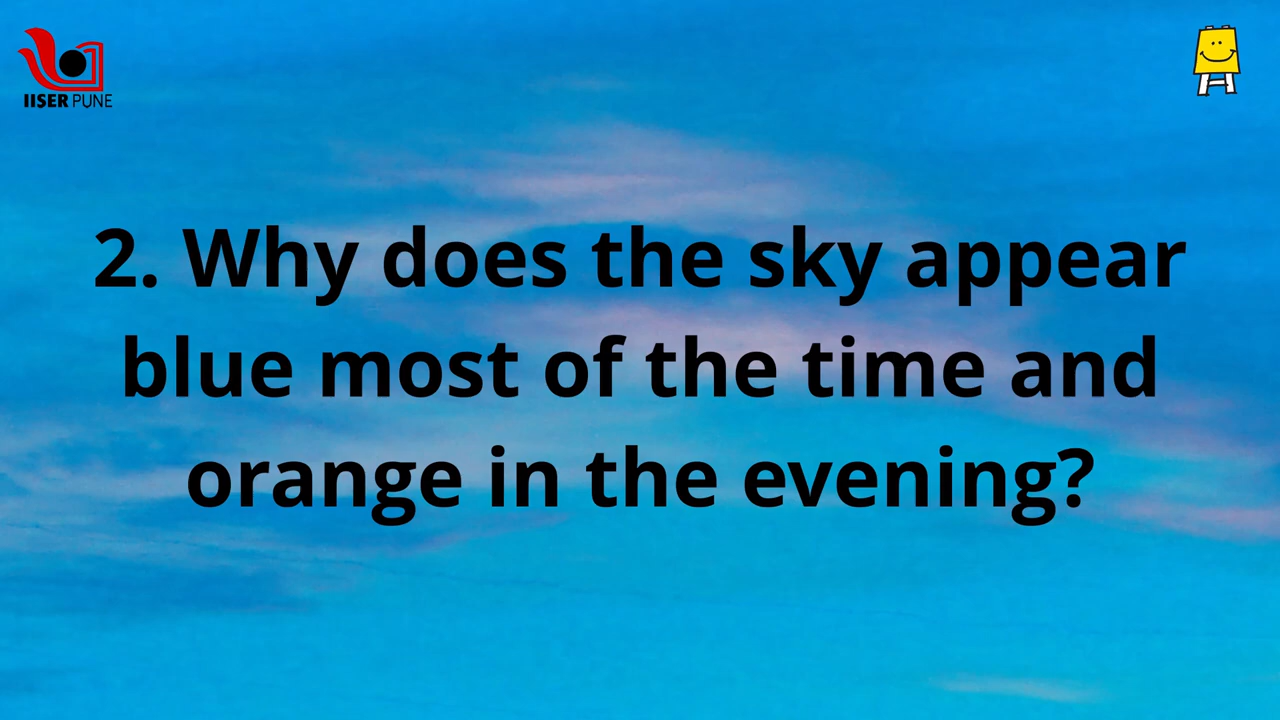 IISER PUNE
2. Why does the sky appear
blue most of the time and
orange in the evening?